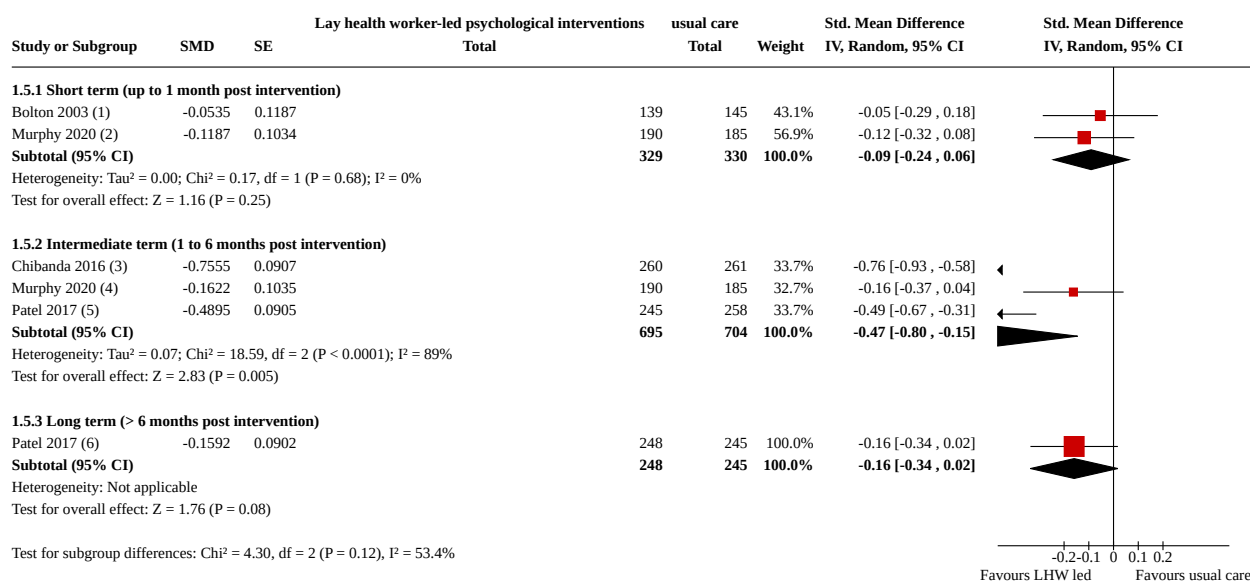 Lay health worker-led psychological interventions usual care Std. Mean Difference Std. Mean Difference
Study or Subgroup SMD SE Total Total Weight IV, Random, 95% CI IV, Random, 95% CI
1.5.1 Short term (up to 1 month post intervention)
Bolton 2003 (1) -0.0535 0.1187 139 145 43.1% -0.05 [-0.29 , 0.18]
Murphy 2020 (2) -0.1187 0.1034 190 185 56.9% -0.12 [-0.32 , 0.08]
Subtotal (95% CI) 329 330 100.0% -0.09 [-0.24 , 0.06]
Heterogeneity: Tau² = 0.00; Chi² = 0.17, df = 1 (P = 0.68); I² = 0%
Test for overall effect: Z = 1.16 (P = 0.25)
1.5.2 Intermediate term (1 to 6 months post intervention)
Chibanda 2016 (3) -0.7555 0.0907 260 261 33.7% -0.76 [-0.93 , -0.58]
Murphy 2020 (4) -0.1622 0.1035 190 185 32.7% -0.16 [-0.37 , 0.04]
Patel 2017 (5) -0.4895 0.0905 245 258 33.7% -0.49 [-0.67 , -0.31]
Subtotal (95% CI) 695 704 100.0% -0.47 [-0.80 , -0.15]
Heterogeneity: Tau² = 0.07; Chi² = 18.59, df = 2 (P < 0.0001); I² = 89%
Test for overall effect: Z = 2.83 (P = 0.005)
1.5.3 Long term (> 6 months post intervention)
Patel 2017 (6) -0.1592 0.0902 248 245 100.0% -0.16 [-0.34 , 0.02]
Subtotal (95% CI) 248 245 100.0% -0.16 [-0.34 , 0.02]
Heterogeneity: Not applicable
Test for overall effect: Z = 1.76 (P = 0.08)
Test for subgroup differences: Chi² = 4.30, df = 2 (P = 0.12), I² = 53.4%
-0.2 -0.1 0 0.1 0.2
Favours LHW led Favours usual care